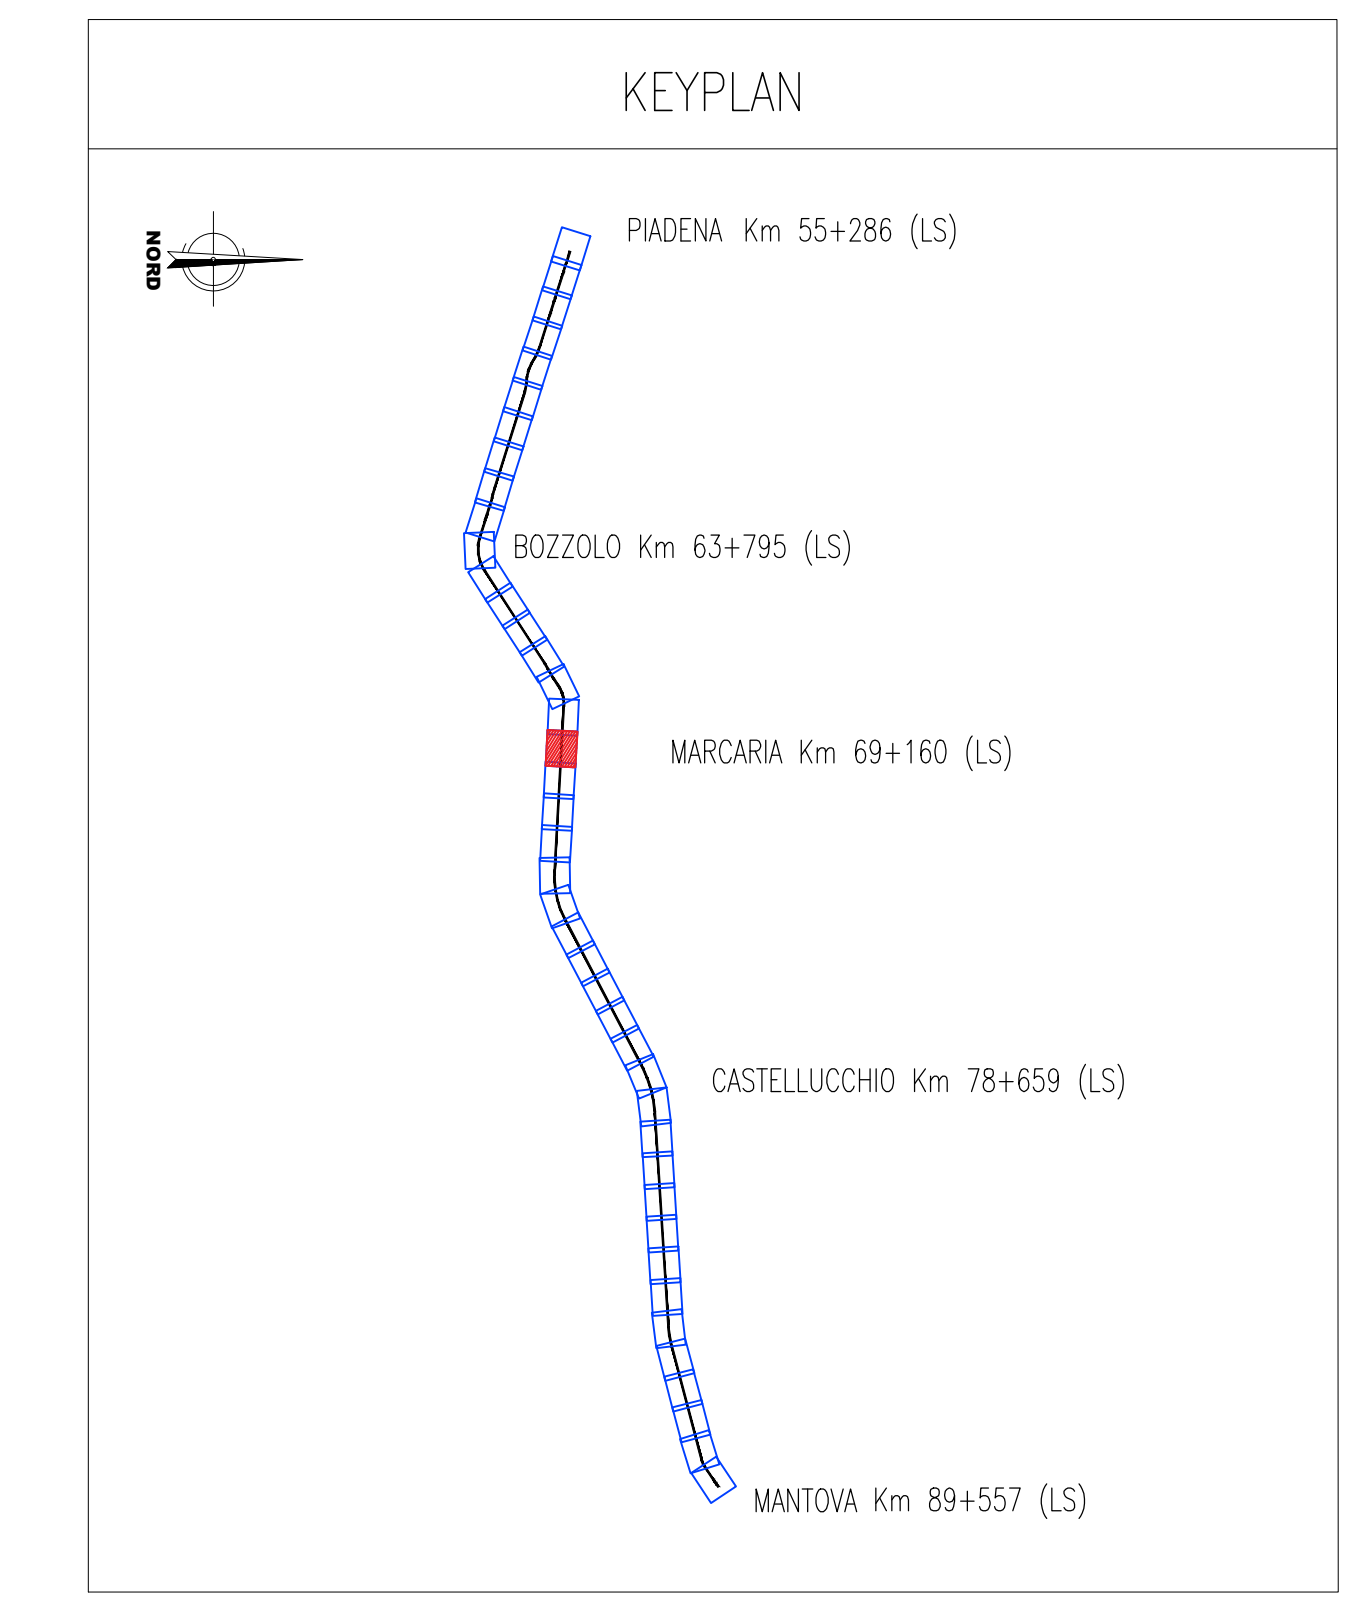 KEYPLAN
NORD
PIADENA Km 55+286 (LS)
BOZZOLO Km 63+795 (LS)
MARCARIA Km 69+160 (LS)
CASTELLUCCHIO Km 78+659 (LS)
MANTOVA Km 89+557 (LS)